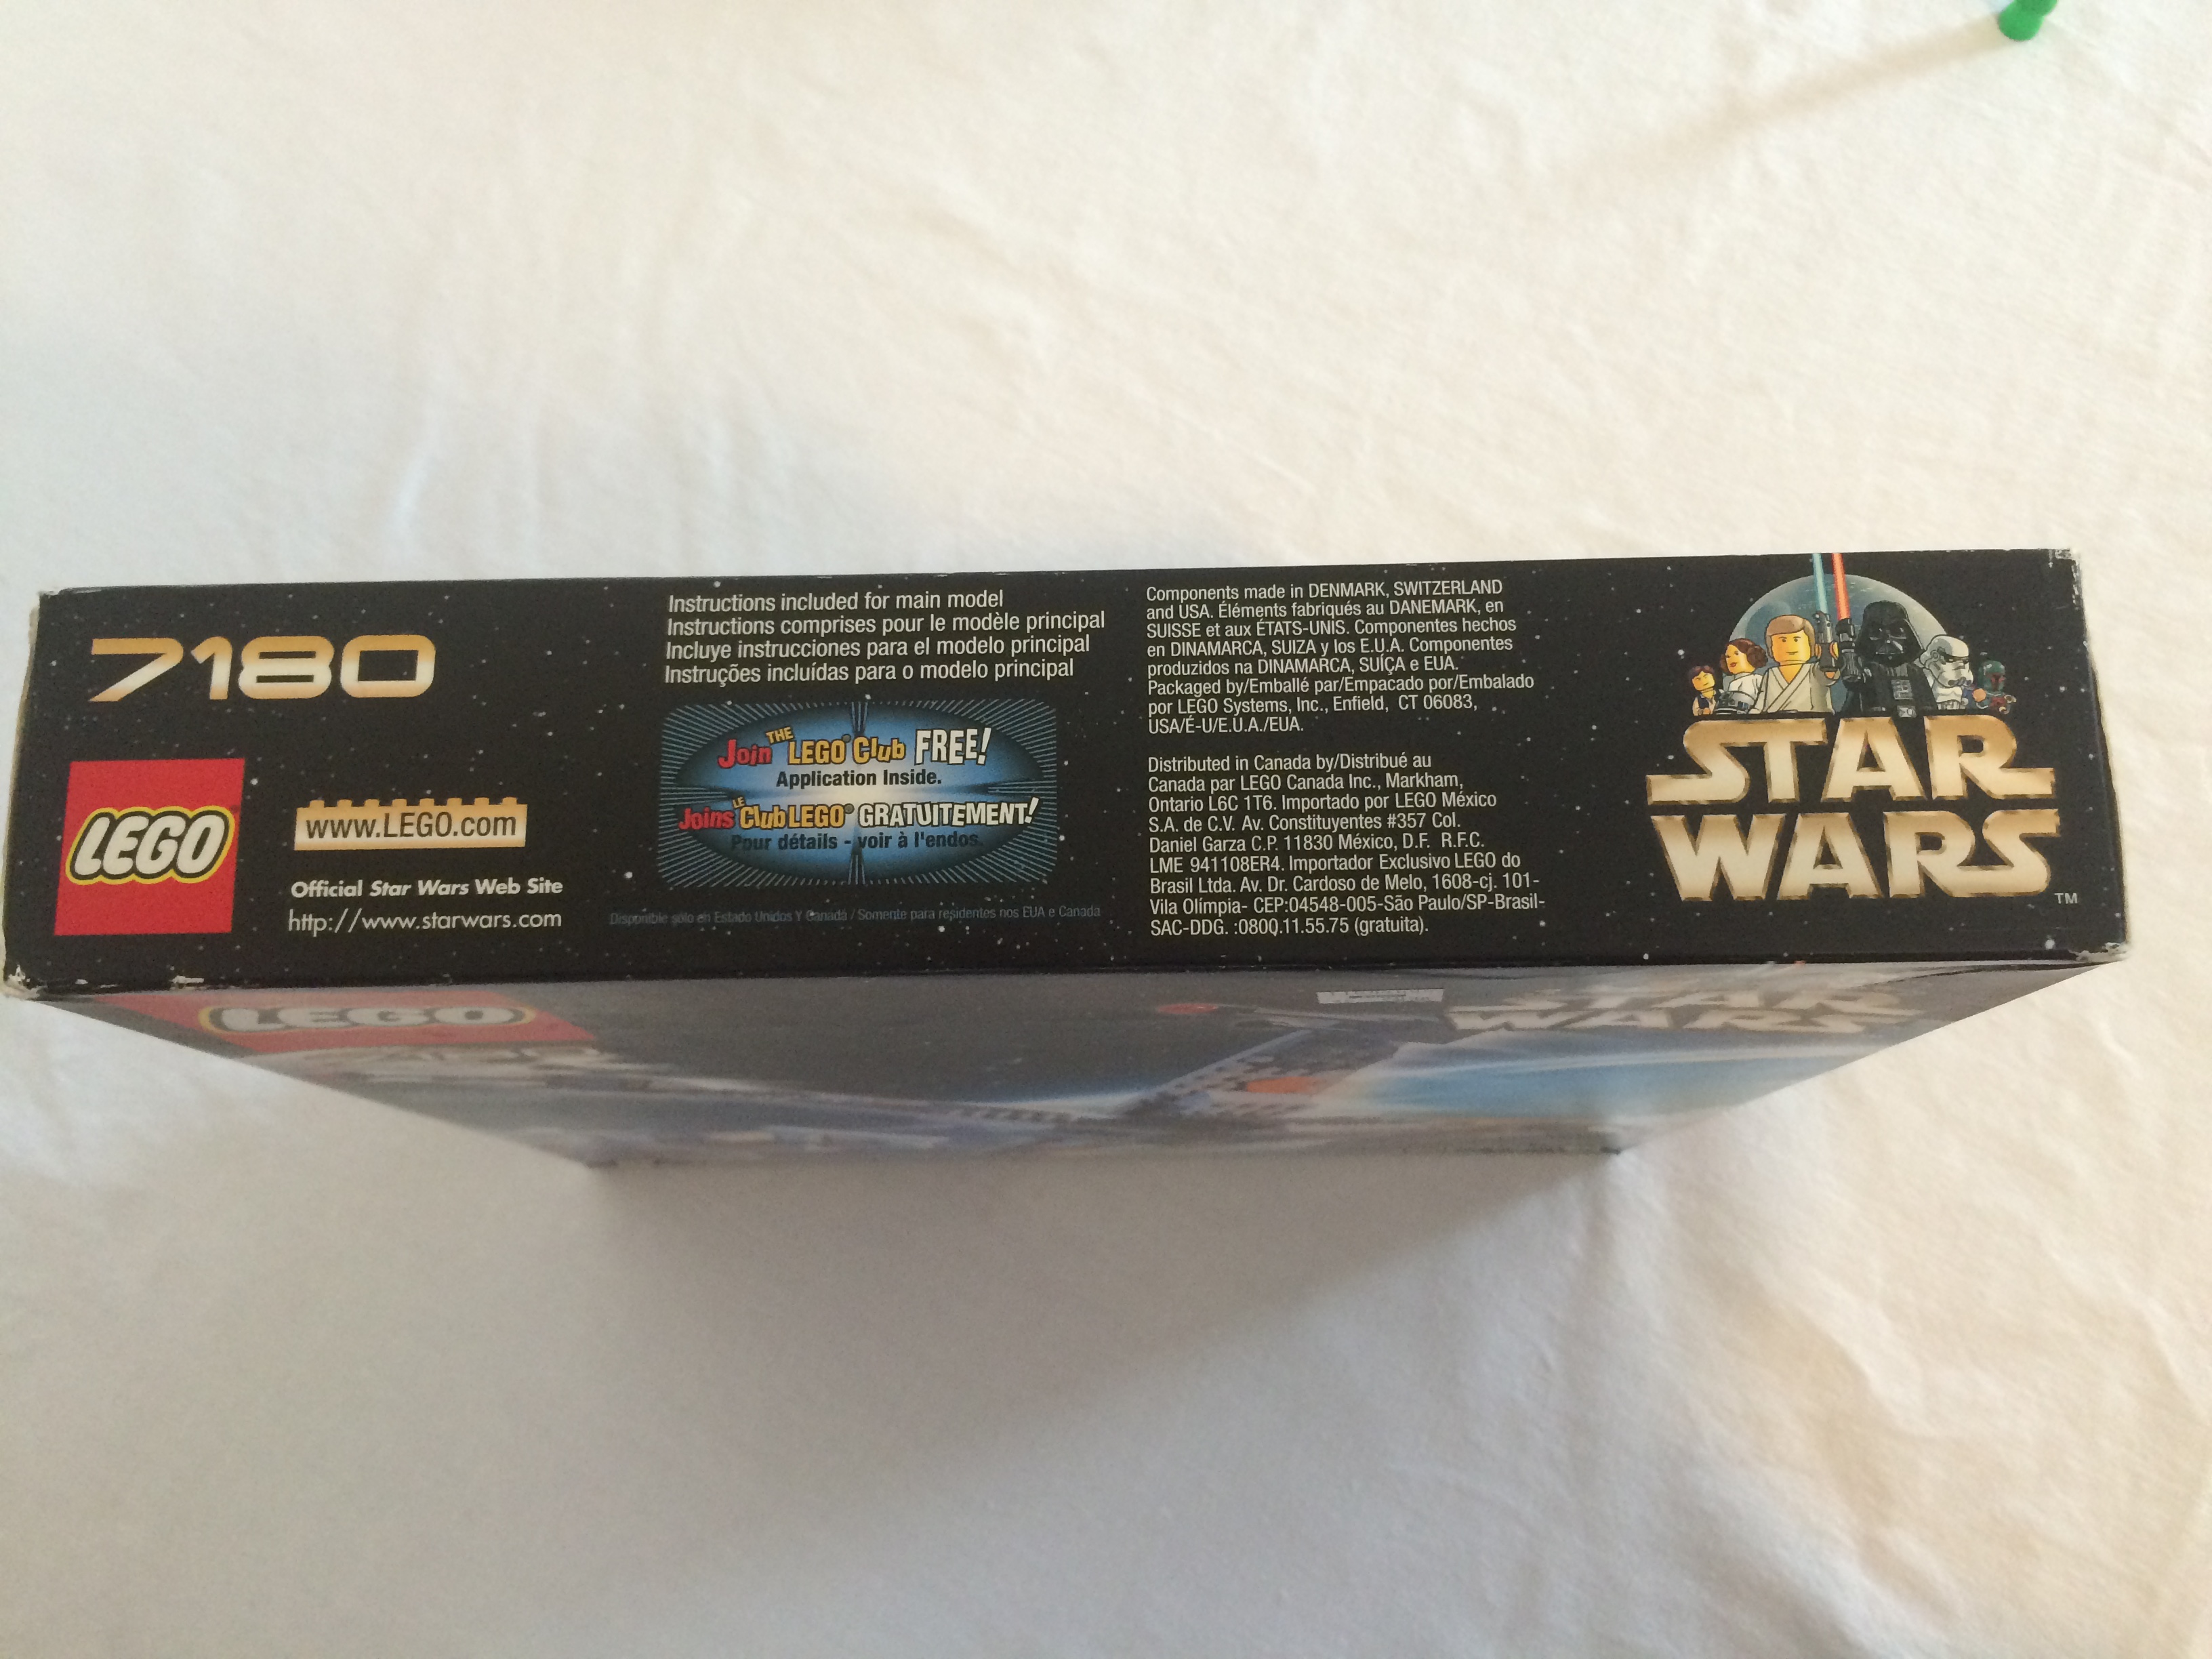 7180
LEGO
www.LEGO.com
Official Star Wars Web Site
http://www.starwars.com
Instructions included for main model
Instructions comprises pour le modèle principal
Incluye instrucciones para el modelo principal
Instruções incluídas para o modelo principal
Join THE LEGO® Club FREE!
Application Inside.
Joins LE Club LEGO® GRATUITEMENT!
Pour détails - voir à l'endos.
Disponible sólo en Estado Unidos Y Canadá / Somente para residentes nos EUA e Canada
Components made in DENMARK, SWITZERLAND
and USA. Éléments fabriqués au DANEMARK, en
SUISSE et aux ÉTATS-UNIS. Componentes hechos
en DINAMARCA, SUIZA y los E.U.A. Componentes
produzidos na DINAMARCA, SUÍÇA e EUA.
Packaged by/Emballé par/Empacado por/Embalado
por LEGO Systems, Inc., Enfield, CT 06083,
USA/É-U/E.U.A./EUA.
Distributed in Canada by/Distribué au
Canada par LEGO Canada Inc., Markham,
Ontario L6C 1T6. Importado por LEGO México
S.A. de C.V. Av. Constituyentes #357 Col.
Daniel Garza C.P. 11830 México, D.F. R.F.C.
LME 941108ER4. Importador Exclusivo LEGO do
Brasil Ltda. Av. Dr. Cardoso de Melo, 1608-cj. 101-
Vila Olímpia- CEP:04548-005-São Paulo/SP-Brasil-
SAC-DDG. :080Q.11.55.75 (gratuita).
STAR
WARS
TM
LEGO
STAR
WARS